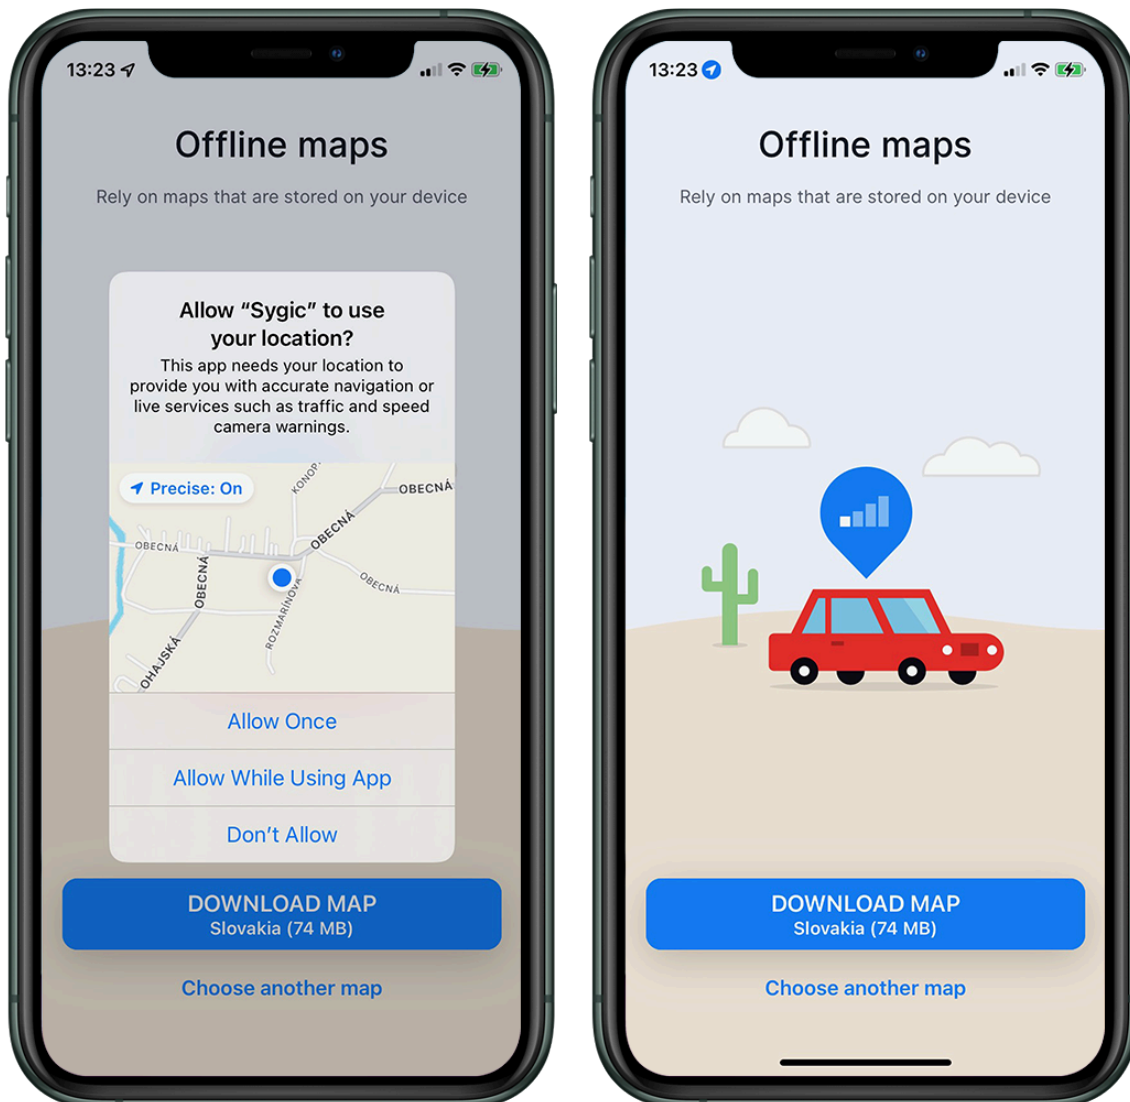 13:23
Offline maps
Rely on maps that are stored on your device
Allow “Sygic” to use
your location?
This app needs your location to
provide you with accurate navigation or
live services such as traffic and speed
camera warnings.
Precise: On
KONOP
OBECNÁ
OBECNÁ
OBECNÁ
OBECNÁ
OBECNÁ
ROZMARÍNOVA
OHAJSKÁ
Allow Once
Allow While Using App
Don’t Allow
DOWNLOAD MAP
Slovakia (74 MB)
Choose another map
13:23
Offline maps
Rely on maps that are stored on your device
DOWNLOAD MAP
Slovakia (74 MB)
Choose another map